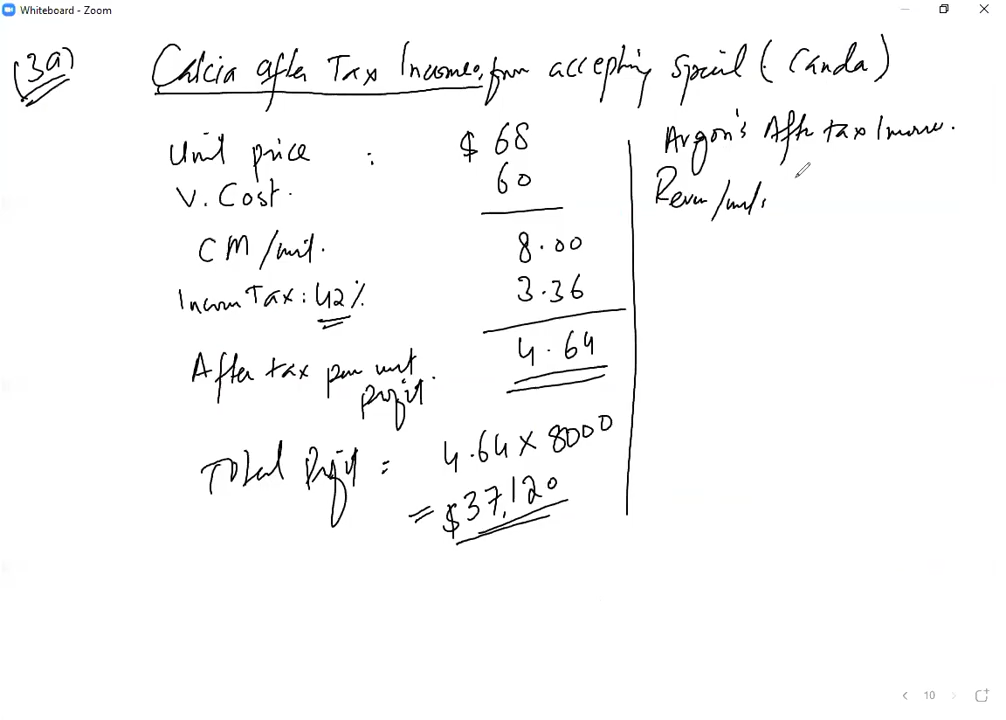 Whiteboard - Zoom
(3a)
Calcia after Tax Income, from accepting Special (Canda)
Unit price : $ 68
V. Cost. 60
CM/unit. 8.00
Incom Tax: 42% 3.36
After tax per unit profit. 4.64
Total Profit = 4.64 x 8000
= $37,120
Argon's After tax Income.
Reven/unit.
10